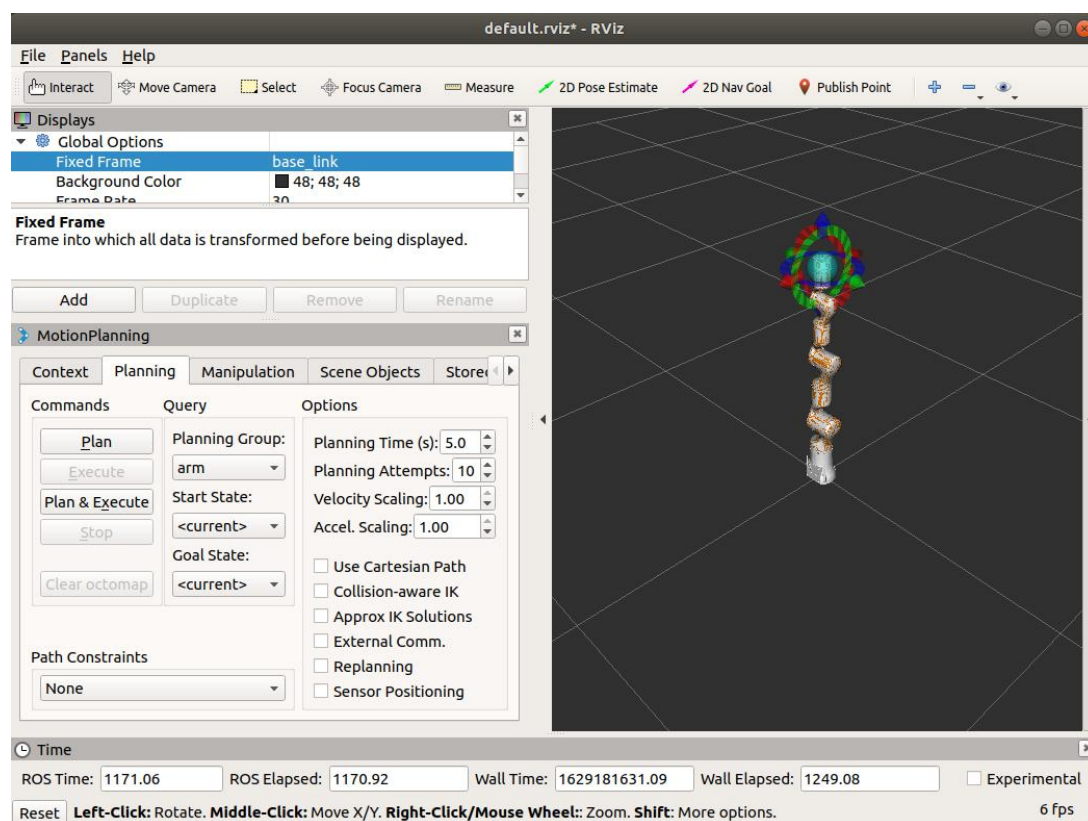 default.rviz* - RViz
File Panels Help
Interact Move Camera Select Focus Camera Measure 2D Pose Estimate 2D Nav Goal Publish Point
Displays
Global Options
Fixed Frame base_link
Background Color 48; 48; 48
Frame Rate 30
Fixed Frame
Frame into which all data is transformed before being displayed.
Add Duplicate Remove Rename
MotionPlanning
Context Planning Manipulation Scene Objects Stored
Commands Query Options
Plan Planning Group: Planning Time (s): 5.0
Execute arm Planning Attempts: 10
Plan & Execute Start State: Velocity Scaling: 1.00
Stop <current> Accel. Scaling: 1.00
Goal State:
Clear octomap <current>
Use Cartesian Path
Collision-aware IK
Approx IK Solutions
External Comm.
Path Constraints Replanning
None Sensor Positioning
Time
ROS Time: 1171.06 ROS Elapsed: 1170.92 Wall Time: 1629181631.09 Wall Elapsed: 1249.08 Experimental
Reset Left-Click: Rotate. Middle-Click: Move X/Y. Right-Click/Mouse Wheel:: Zoom. Shift: More options. 6 fps